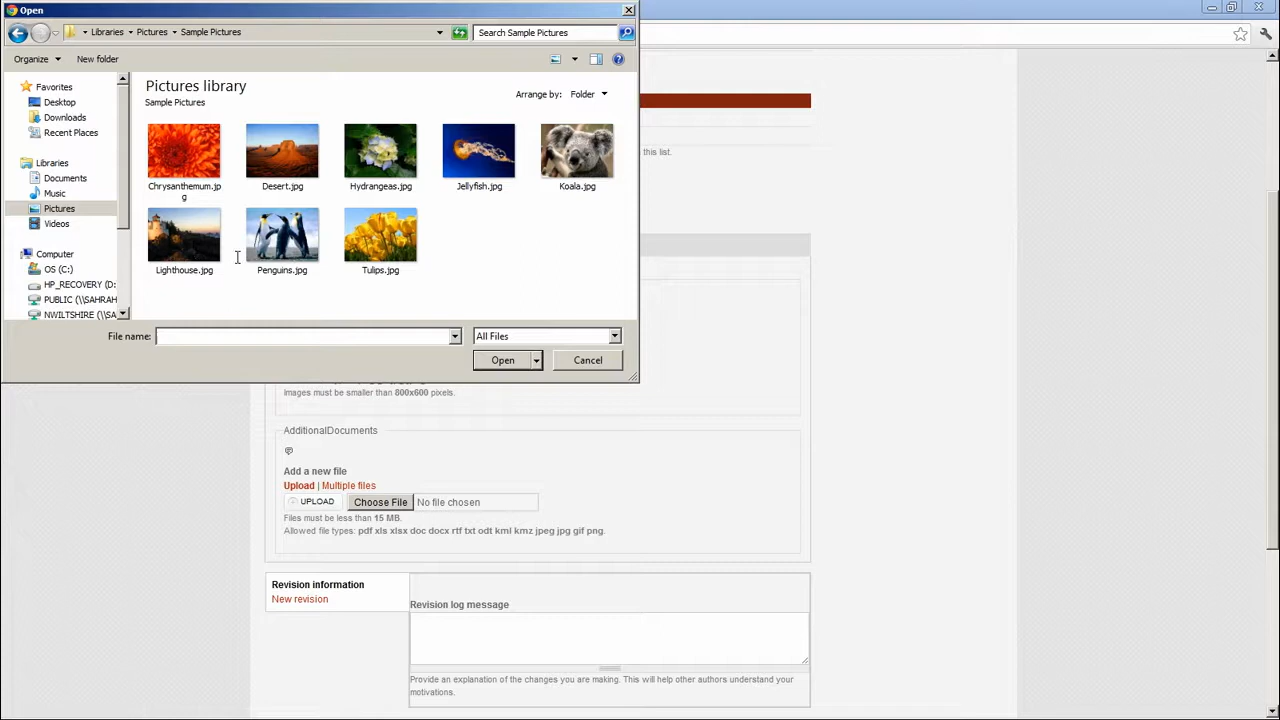 Open
Libraries Pictures Sample Pictures
Search Sample Pictures
Organize
New folder
Favorites
Desktop
Downloads
Recent Places
Libraries
Documents
Music
Pictures
Videos
Computer
OS (C:)
HP_RECOVERY (D:
PUBLIC (\\SAHRAH
NWILTSHIRE (\\SA
Pictures library
Sample Pictures
Arrange by: Folder
Chrysanthemum.jp
g
Desert.jpg
Hydrangeas.jpg
Jellyfish.jpg
Koala.jpg
Lighthouse.jpg
Penguins.jpg
Tulips.jpg
File name:
All Files
Open
Cancel
this list.
Images must be smaller than 800x600 pixels.
AdditionalDocuments
Add a new file
Upload | Multiple files
UPLOAD
Choose File
No file chosen
Files must be less than 15 MB.
Allowed file types: pdf xls xlsx doc docx rtf txt odt kml kmz jpeg jpg gif png.
Revision information
New revision
Revision log message
Provide an explanation of the changes you are making. This will help other authors understand your
motivations.